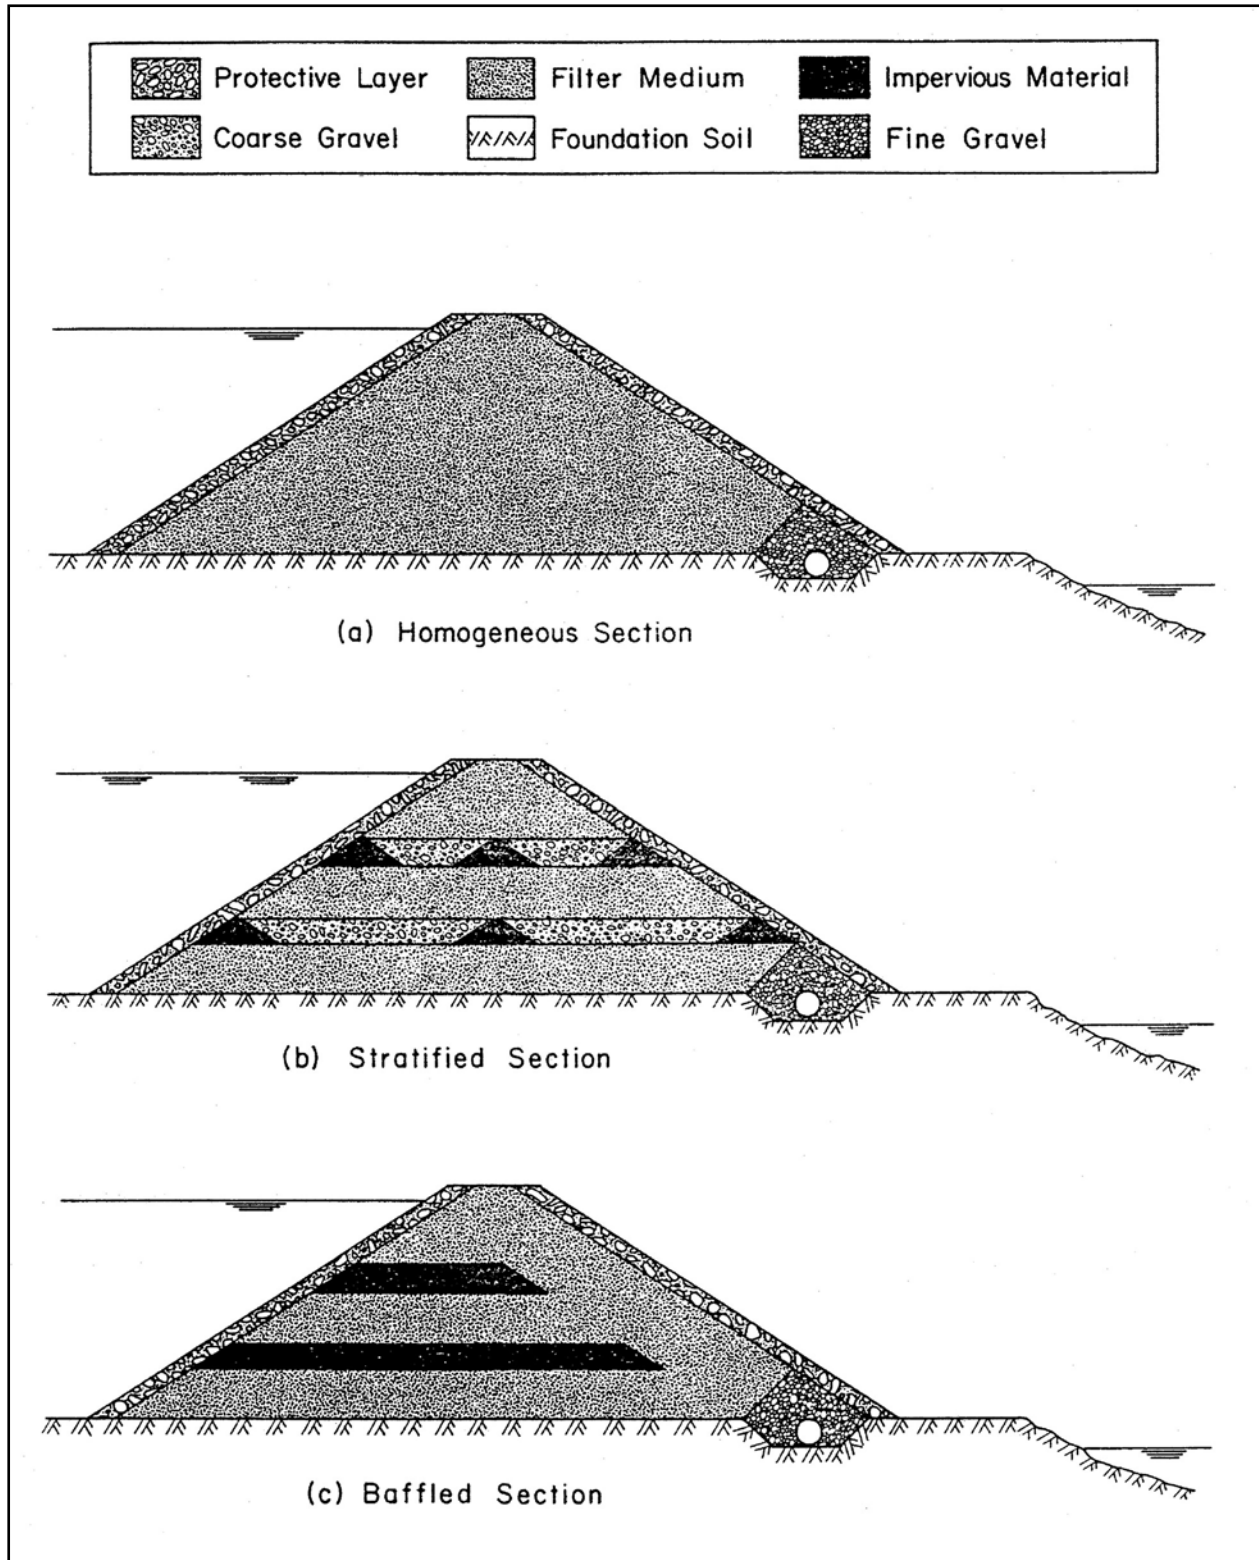 Protective Layer Filter Medium Impervious Material
Coarse Gravel Foundation Soil Fine Gravel
(a) Homogeneous Section
(b) Stratified Section
(c) Baffled Section